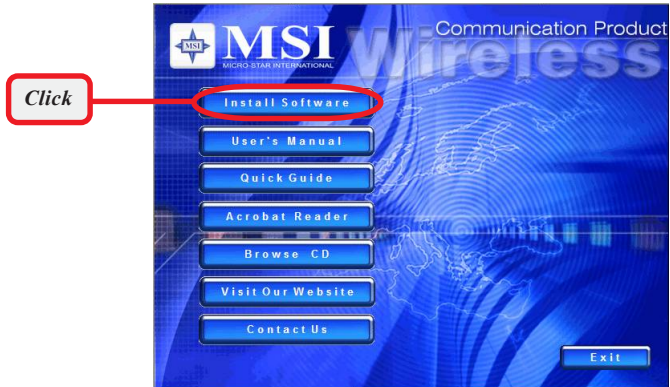 MSI
MSI
MICRO-STAR INTERNATIONAL
Communication Product
Wireless
Click
Install Software
User's Manual
Quick Guide
Acrobat Reader
Browse CD
Visit Our Website
Contact Us
Exit